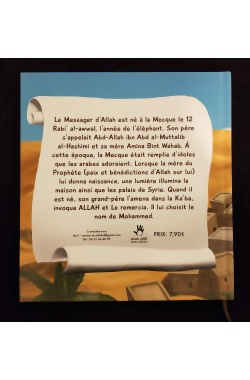 Le Messager d'Allah est né à la Mecque le 12
Rabi' al-awwal, l'année de l'éléphant. Son père
s'appelait Abd-Allah ibn Abd al-Muttalib
al-Hashimi et sa mère Amina Bint Wahab. À
cette époque, la Mecque était remplie d'idoles
que les arabes adoraient. Lorsque la mère du
Prophète (paix et bénédictions d'Allah sur lui)
lui donna naissance, une lumière illumina la
maison ainsi que les palais de Syrie. Quand il
est né, son grand-père l'amena dans la Ka'ba,
invoqua ALLAH et Le remercia. Il lui choisit le
nom de Mohammed.
PRIX: 7,90€